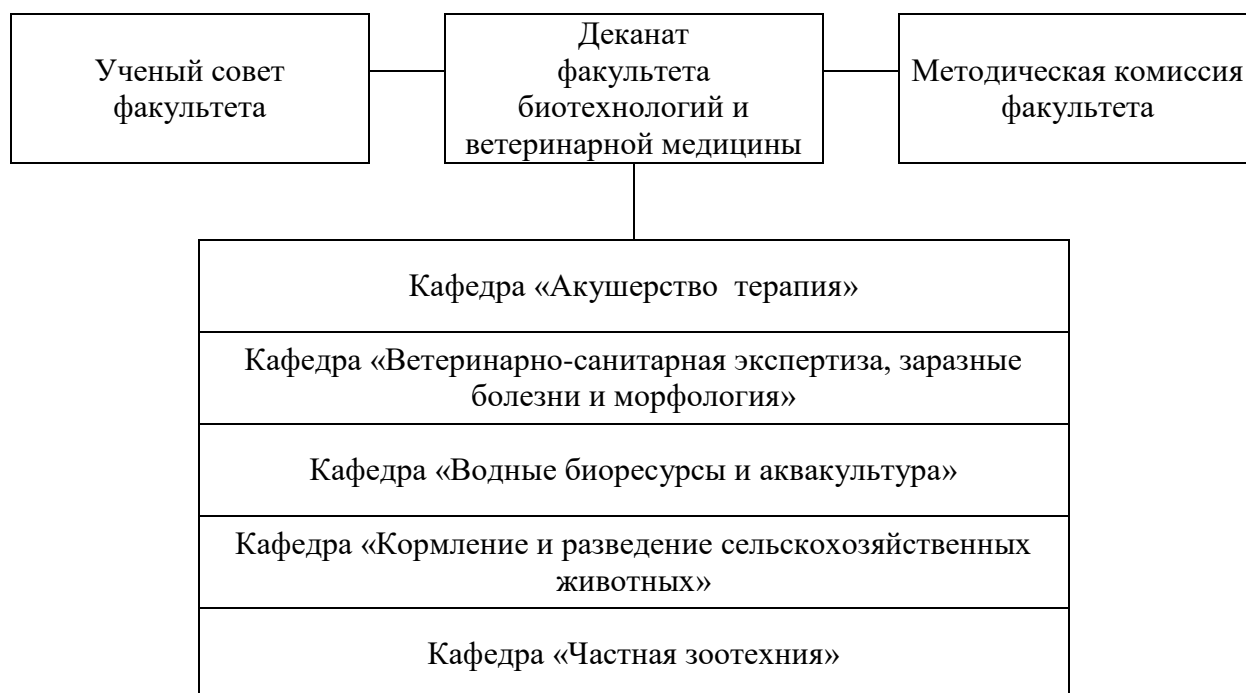 Ученый совет
факультета
Деканат
факультета
биотехнологий и
ветеринарной медицины
Методическая комиссия
факультета
Кафедра «Акушерство  терапия»
Кафедра «Ветеринарно-санитарная экспертиза, заразные
болезни и морфология»
Кафедра «Водные биоресурсы и аквакультура»
Кафедра «Кормление и разведение сельскохозяйственных
животных»
Кафедра «Частная зоотехния»